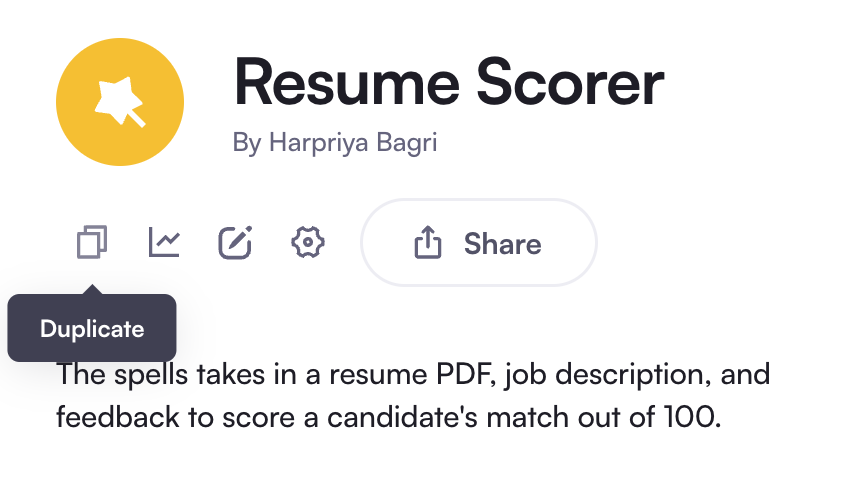 Resume Scorer
By Harpriya Bagri
Share
Duplicate
The spells takes in a resume PDF, job description, and
feedback to score a candidate's match out of 100.